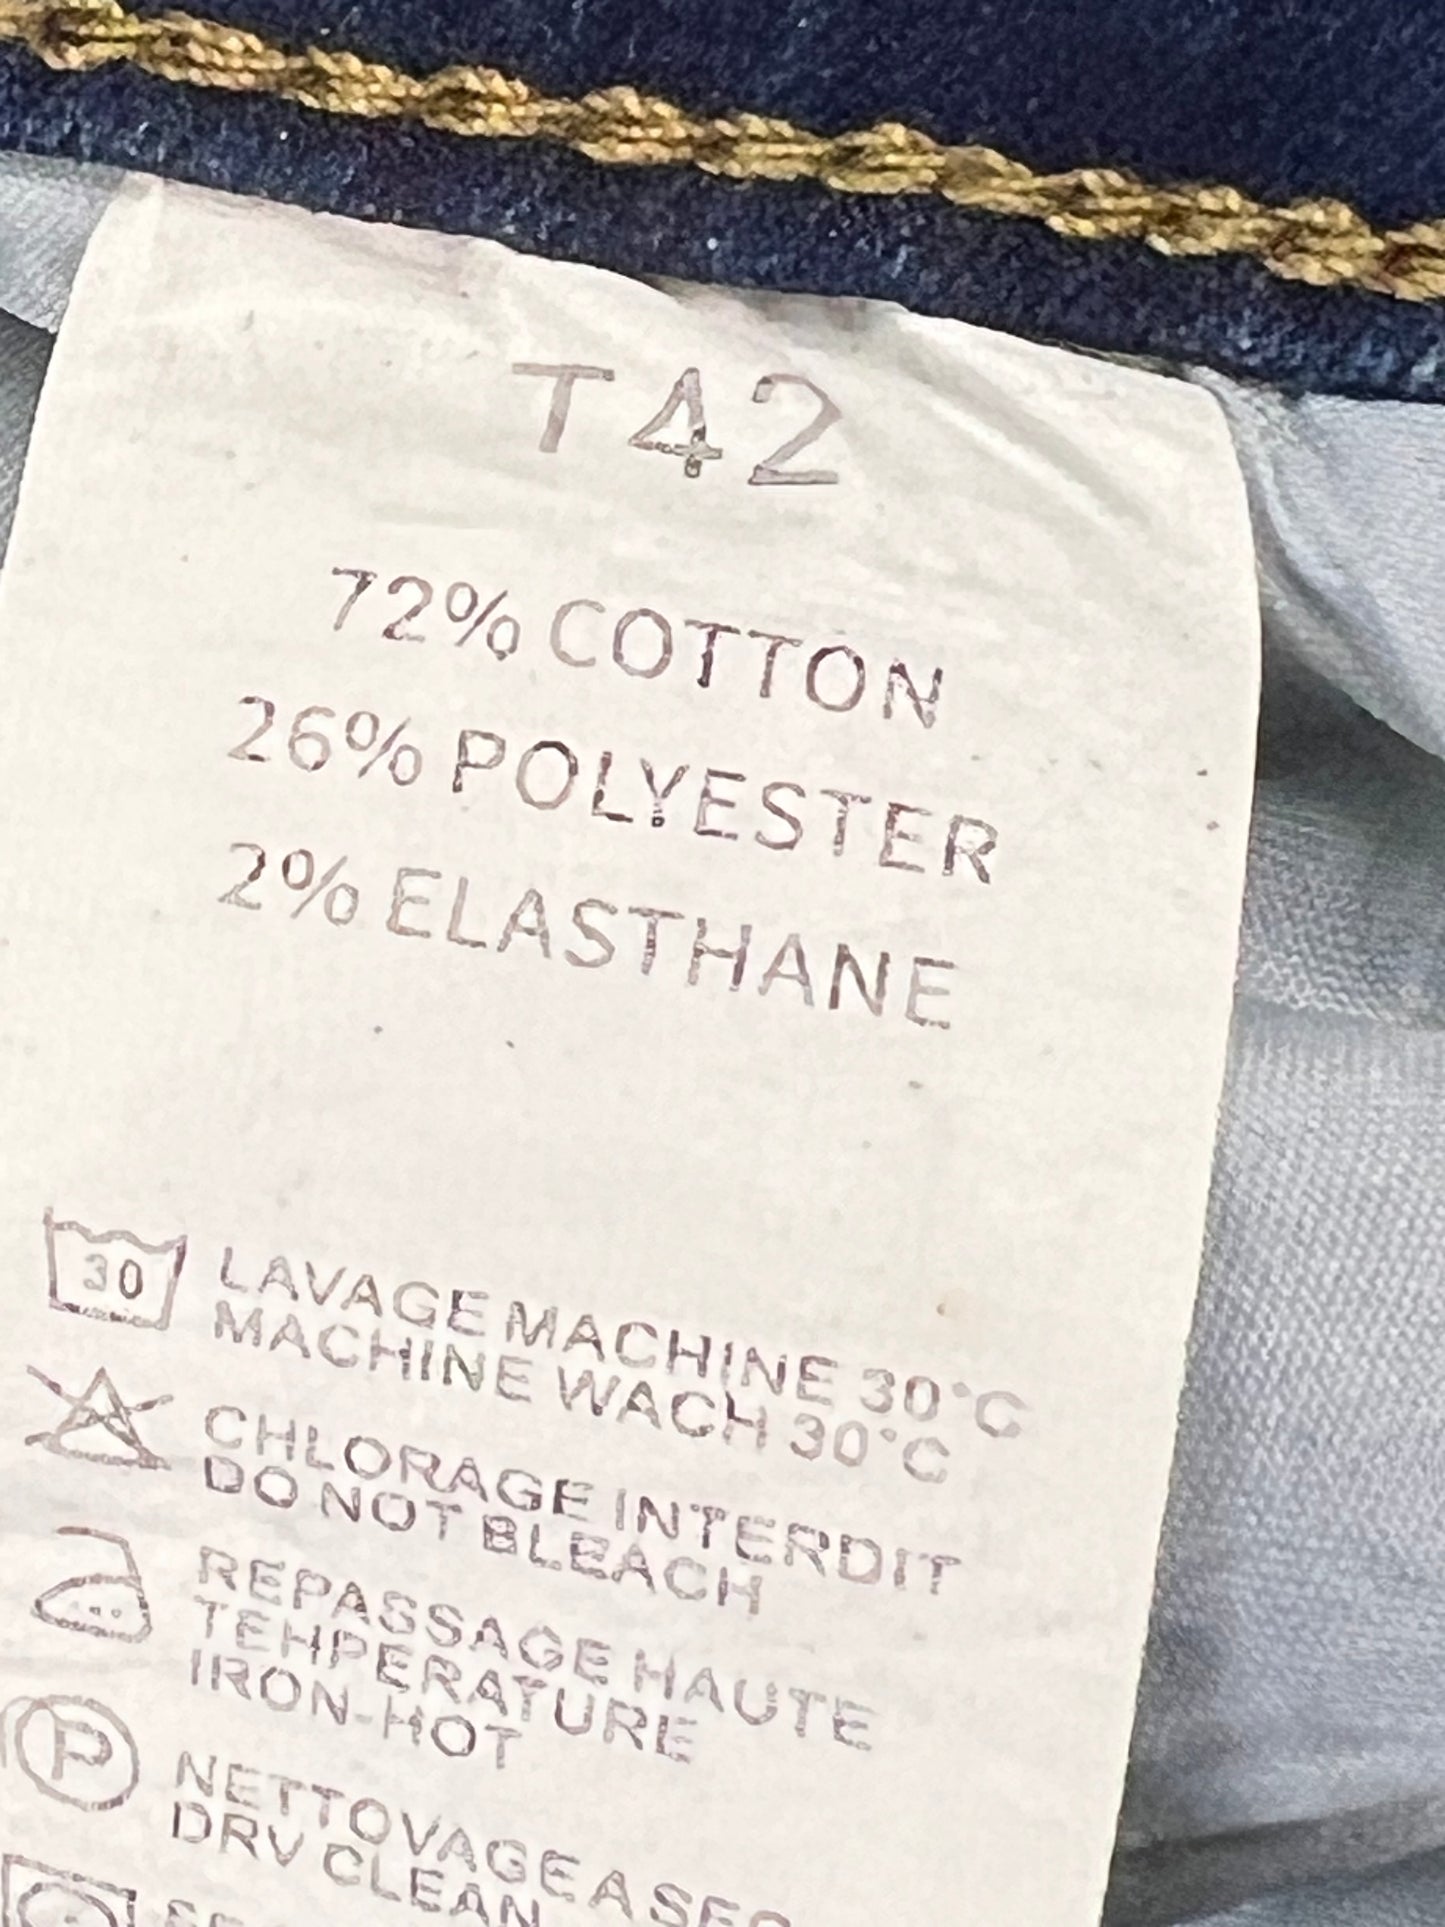 T42
72% COTTON
26% POLYESTER
2% ELASTHANE
30
LAVAGE MACHINE 30°C
MACHINE WACH 30°C
CHLORAGE INTERDIT
DO NOT BLEACH
REPASSAGE HAUTE
TEHPERATURE
IRON-HOT
P
NETTOVAGE A SEC
DRV CLEAN